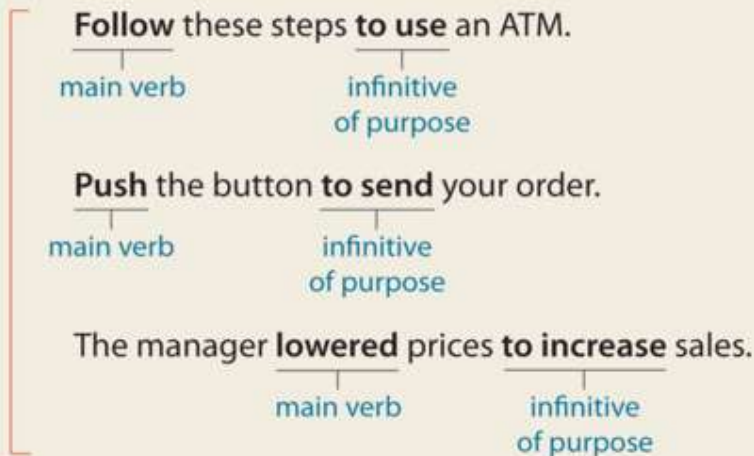 Follow these steps to use an ATM.
main verb infinitive
of purpose
Push the button to send your order.
main verb infinitive
of purpose
The manager lowered prices to increase sales.
main verb infinitive
of purpose